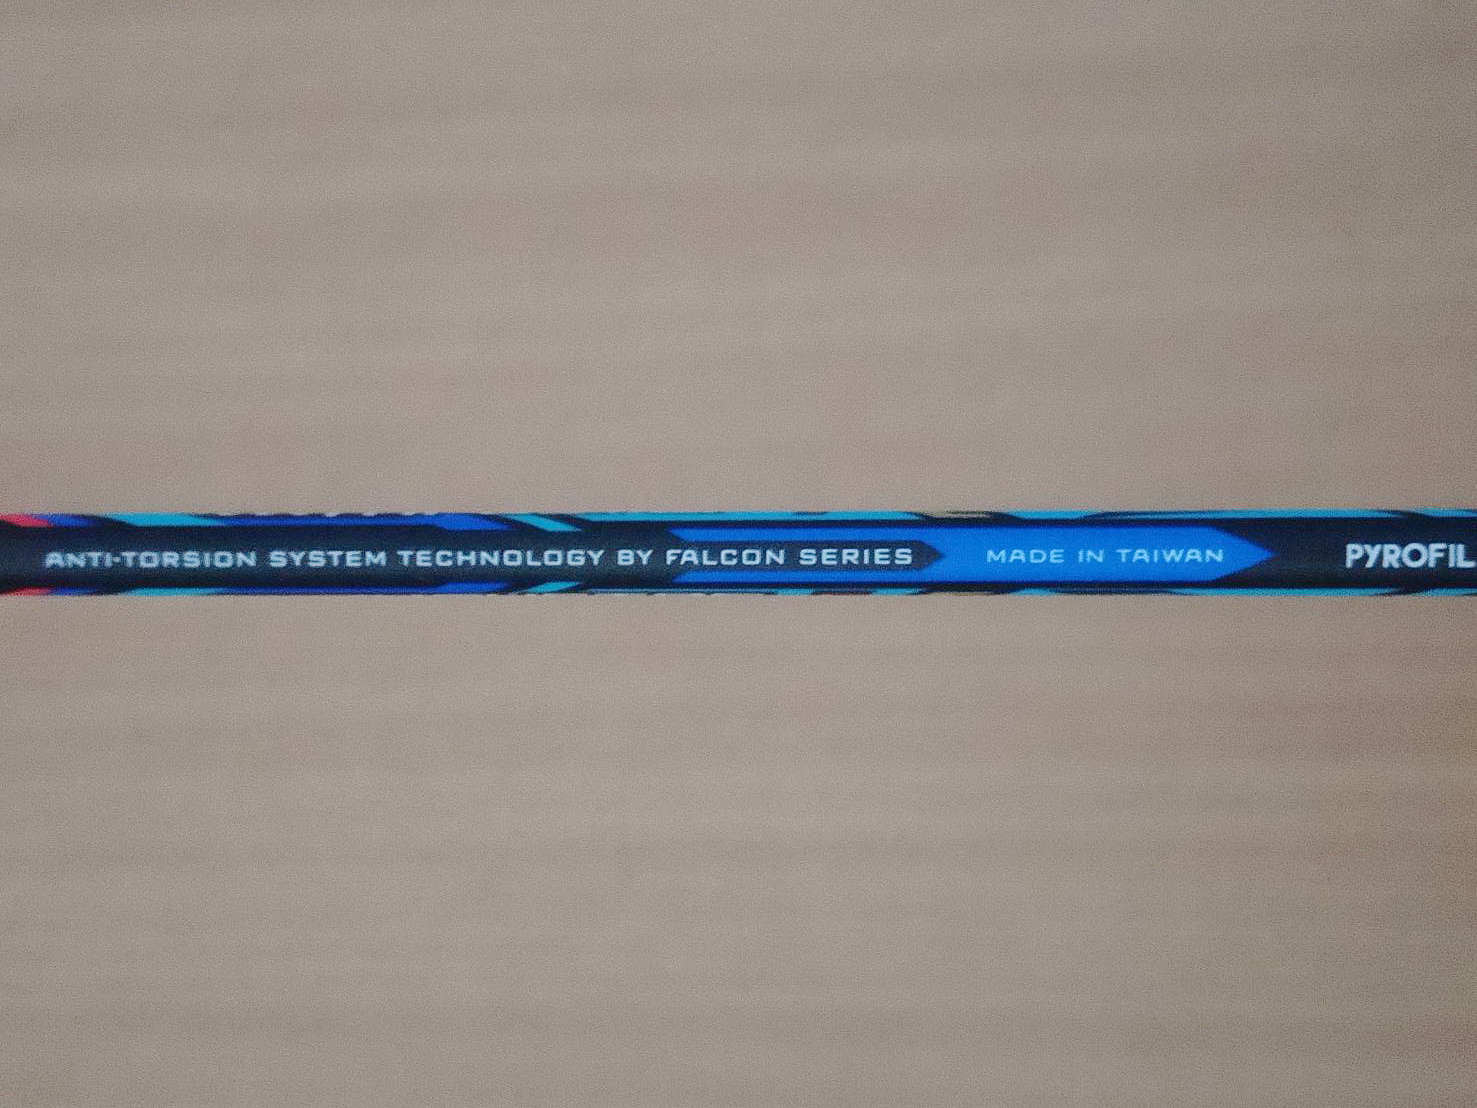 ANTI-TORSION SYSTEM TECHNOLOGY BY FALCON SERIES MADE IN TAIWAN PYROFIL